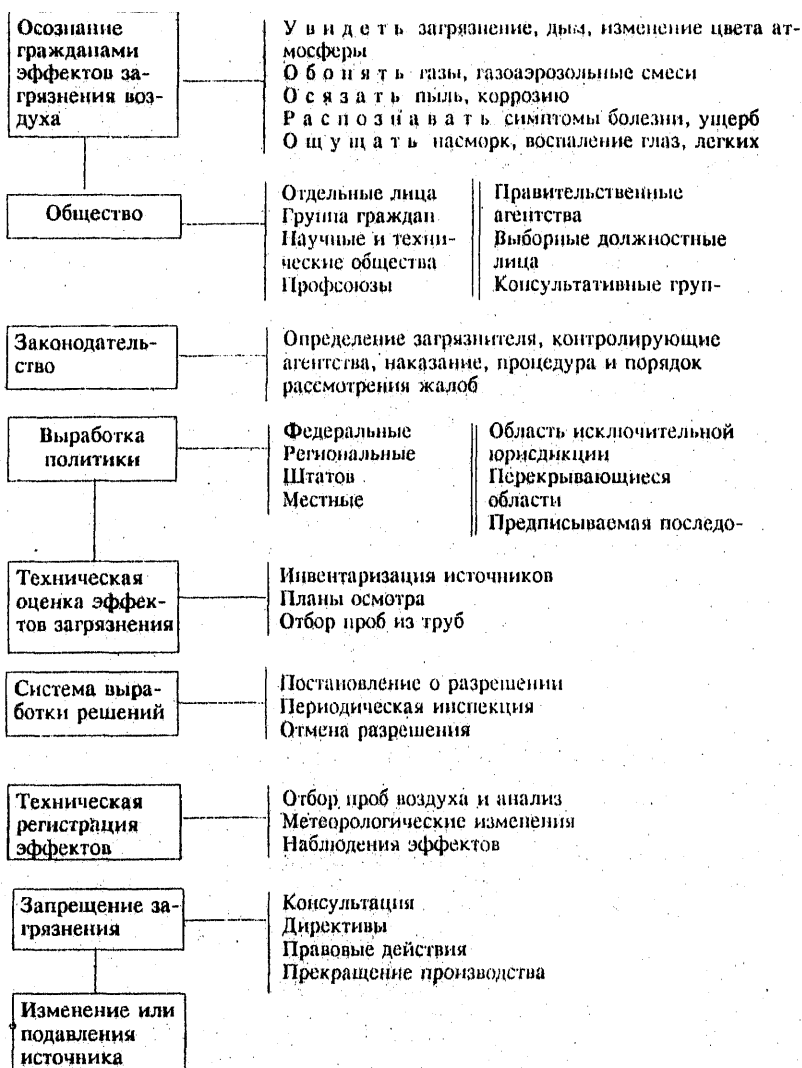 Осознание
гражданами
эффектов за-
грязнения воз-
духа
Увидеть загрязнение, дым, изменение цвета ат-
мосферы
Обонять газы, газоаэрозольные смеси
Осязать пыль, коррозию
Распознавать симптомы болезни, ущерб
Ощущать насморк, воспаление глаз, легких
Общество
Отдельные лица
Группа граждан
Научные и техни-
ческие общества
Профсоюзы
Правительственные
агентства
Выборные должностные
лица
Консультативные груп-
Законодатель-
ство
Определение загрязнителя, контролирующие
агентства, наказание, процедура и порядок
рассмотрения жалоб
Выработка
политики
Федеральные
Региональные
Штатов
Местные
Область исключительной
юрисдикции
Перекрывающиеся
области
Предписываемая последо-
Техническая
оценка эффек-
тов загрязнения
Инвентаризация источников
Планы осмотра
Отбор проб из труб
Система выра-
ботки решений
Постановление о разрешении
Периодическая инспекция
Отмена разрешения
Техническая
регистрация
эффектов
Отбор проб воздуха и анализ
Метеорологические изменения
Наблюдения эффектов
Запрещение за-
грязнения
Консультация
Директивы
Правовые действия
Прекращение производства
Изменение или
подавления
источника